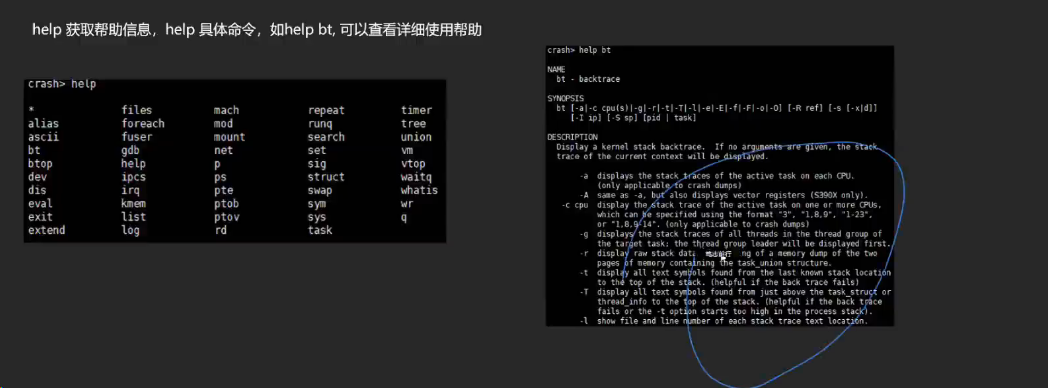 help 获取帮助信息，help 具体命令，如help bt, 可以查看详细使用帮助
crash> help
* files mach repeat timer
alias foreach mod runq tree
ascii fuser mount search union
bt gdb net set vm
btop help p sig vtop
dev ipcs ps struct waitq
dis irq pte swap whatis
eval kmem ptob sym wr
exit list ptov sys q
extend log rd task
crash> help bt
NAME
bt - backtrace
SYNOPSIS
bt [-a|-c cpu(s)|-g|-r|-t|-T|-l|-e|-E|-f|-F|-o|-O] [-R ref] [-s [-x|d]]
[-I ip] [-S sp] [pid | task]
DESCRIPTION
Display a kernel stack backtrace. If no arguments are given, the stack
trace of the current context will be displayed.
-a displays the stack traces of the active task on each CPU.
(only applicable to crash dumps)
-A same as -a, but also displays vector registers (S390X only).
-c cpu display the stack trace of the active task on one or more CPUs,
which can be specified using the format "3", "1,8,9", "1-23",
or "1,8,9-14". (only applicable to crash dumps)
-g displays the stack traces of all threads in the thread group of
the target task; the thread group leader will be displayed first.
-r display raw stack dat ng of a memory dump of the two
pages of memory containing the task_union structure.
-t display all text symbols found from the last known stack location
to the top of the stack. (helpful if the back trace fails)
-T display all text symbols found from just above the task_struct or
thread_info to the top of the stack. (helpful if the back trace
fails or the -t option starts too high in the process stack).
-l show file and line number of each stack trace text location.